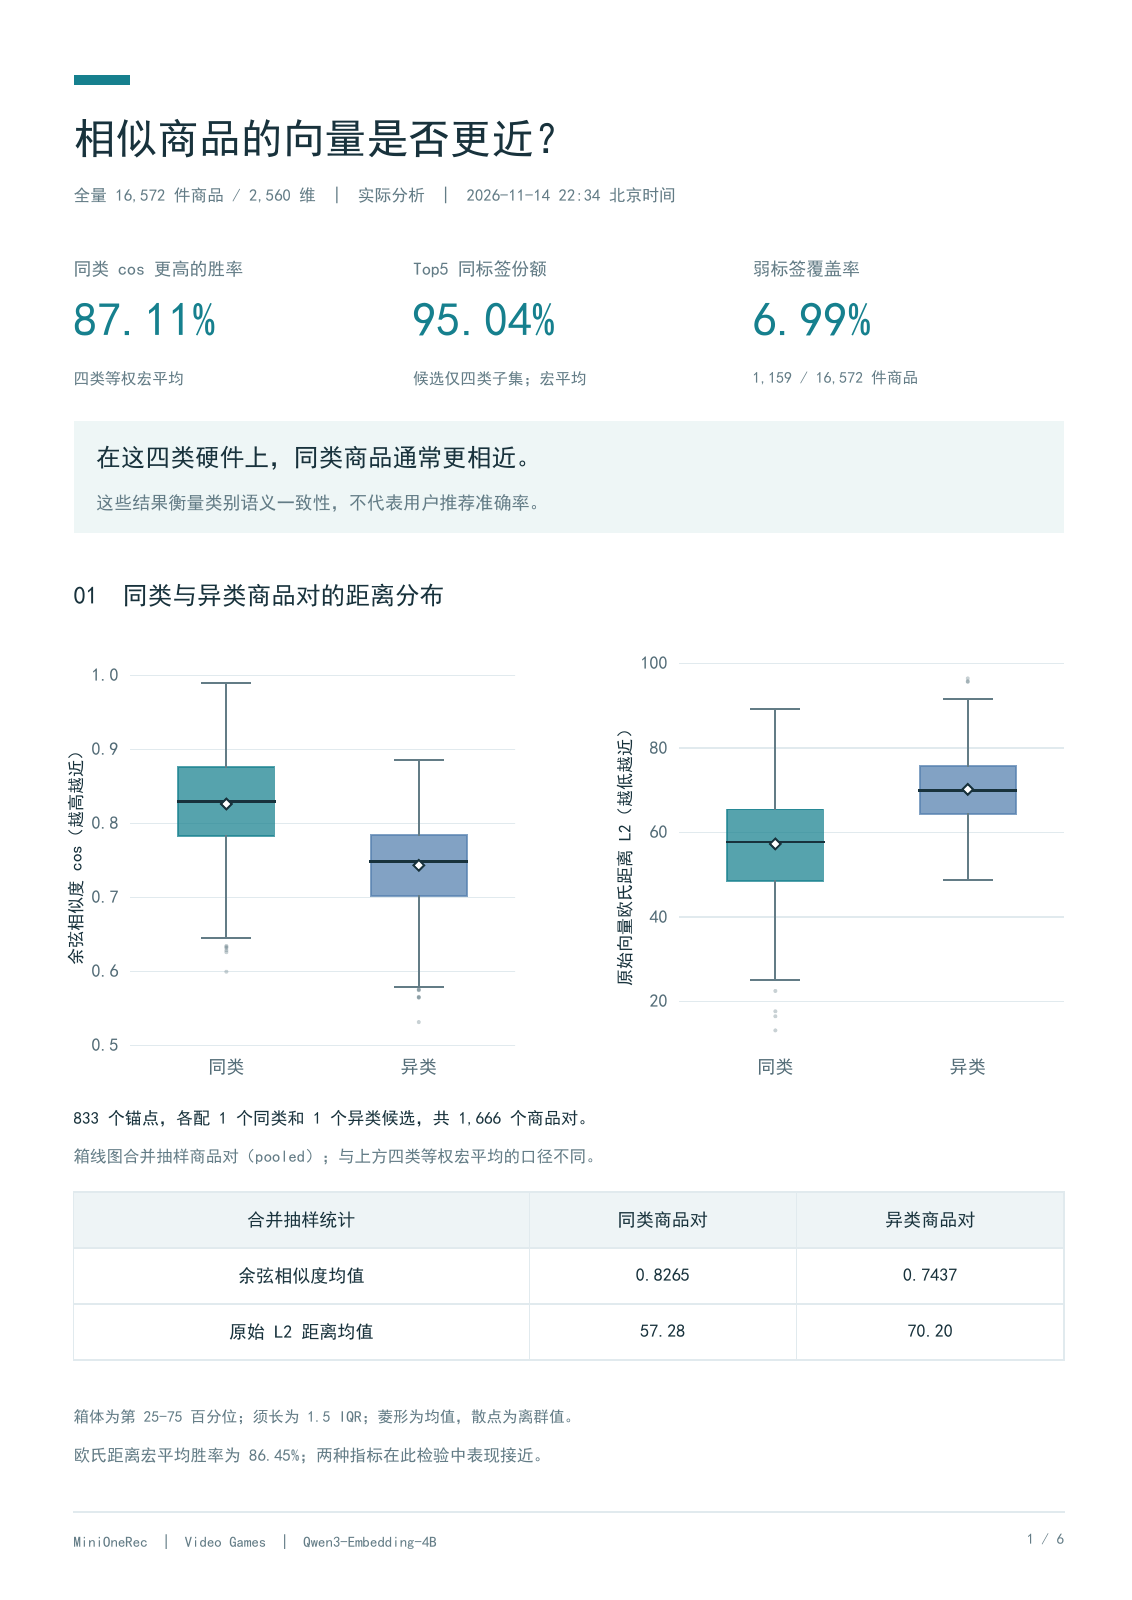 相似商品的向量是否更近?
全量 16,572 件商品 / 2,560 维 | 实际分析 | 2026-11-14 22:34 北京时间
同类 cos 更高的胜率
87.11%
四类等权宏平均
Top5 同标签份额
95.04%
候选仅四类子集；宏平均
弱标签覆盖率
6.99%
1,159 / 16,572 件商品
在这四类硬件上，同类商品通常更相近。
这些结果衡量类别语义一致性，不代表用户推荐准确率。
01 同类与异类商品对的距离分布
余弦相似度 cos（越高越近）
1.0
0.9
0.8
0.7
0.6
0.5
同类
异类
原始向量欧氏距离 L2（越低越近）
100
80
60
40
20
同类
异类
833 个锚点，各配 1 个同类和 1 个异类候选，共 1,666 个商品对。
箱线图合并抽样商品对（pooled）；与上方四类等权宏平均的口径不同。
合并抽样统计 同类商品对 异类商品对
余弦相似度均值 0.8265 0.7437
原始 L2 距离均值 57.28 70.20
箱体为第 25-75 百分位；须长为 1.5 IQR；菱形为均值，散点为离群值。
欧氏距离宏平均胜率为 86.45%；两种指标在此检验中表现接近。
MiniOneRec | Video Games | Qwen3-Embedding-4B
1 / 6